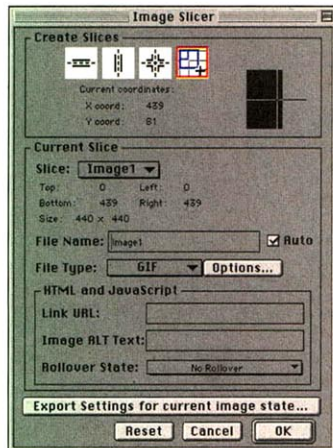 Image Slicer
Create Slices
Current coordinates:
X coord: 439
Y coord: 81
Current Slice
Slice: Image1
Top: 0 Left: 0
Bottom: 439 Right: 439
Size: 440 x 440
File Name: Image1 Auto
File Type: GIF Options...
HTML and JavaScript
Link URL:
Image ALT Text:
Rollover State: No Rollover
Export Settings for current image state...
Reset Cancel OK